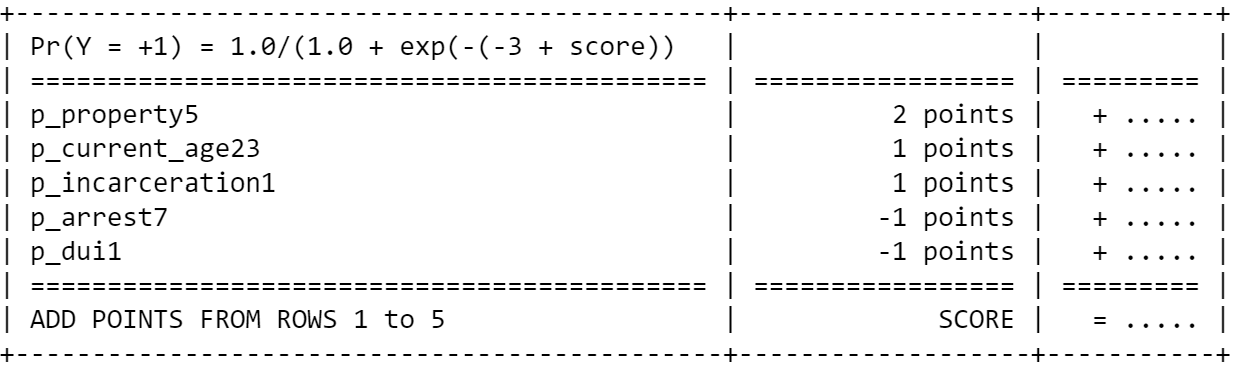 +----------------------------------------------+-------------------+-----------+
| Pr(Y = +1) = 1.0/(1.0 + exp(-(-3 + score)) | | |
| ============================================ | ================= | ========= |
| p_property5 | 2 points | + ..... |
| p_current_age23 | 1 points | + ..... |
| p_incarceration1 | 1 points | + ..... |
| p_arrest7 | -1 points | + ..... |
| p_dui1 | -1 points | + ..... |
| ============================================ | ================= | ========= |
| ADD POINTS FROM ROWS 1 to 5 | SCORE | = ..... |
+----------------------------------------------+-------------------+-----------+